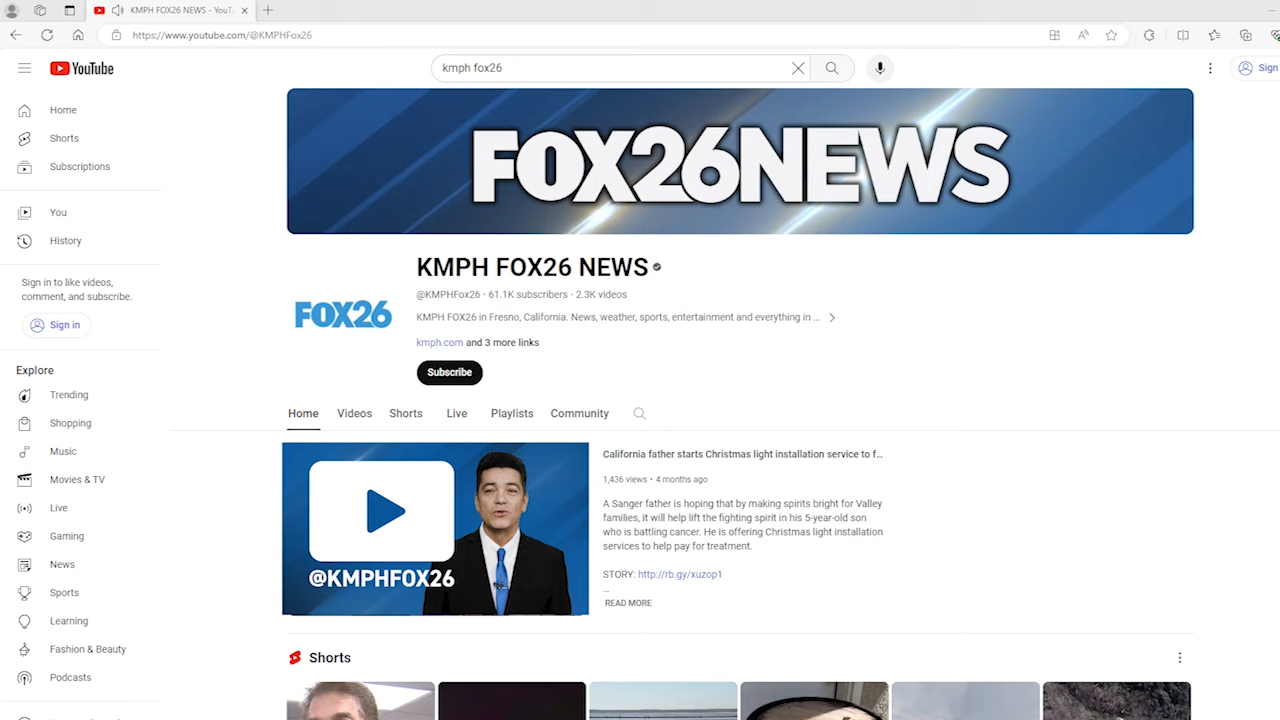 KMPH FOX26 NEWS - YouT
https://www.youtube.com/@KMPHFox26
YouTube
kmph fox26
Sign
Home
Shorts
Subscriptions
You
History
Sign in to like videos,
comment, and subscribe.
Sign in
Explore
Trending
Shopping
Music
Movies & TV
Live
Gaming
News
Sports
Learning
Fashion & Beauty
Podcasts
FOX26NEWS
FOX26
KMPH FOX26 NEWS
@KMPHFox26 · 61.1K subscribers · 2.3K videos
KMPH FOX26 in Fresno, California. News, weather, sports, entertainment and everything in ...
kmph.com and 3 more links
Subscribe
Home Videos Shorts Live Playlists Community
@KMPHFOX26
California father starts Christmas light installation service to f...
1,436 views • 4 months ago
A Sanger father is hoping that by making spirits bright for Valley
families, it will help lift the fighting spirit in his 5-year-old son
who is battling cancer. He is offering Christmas light installation
services to help pay for treatment.
STORY: http://rb.gy/xuzop1
...
READ MORE
Shorts